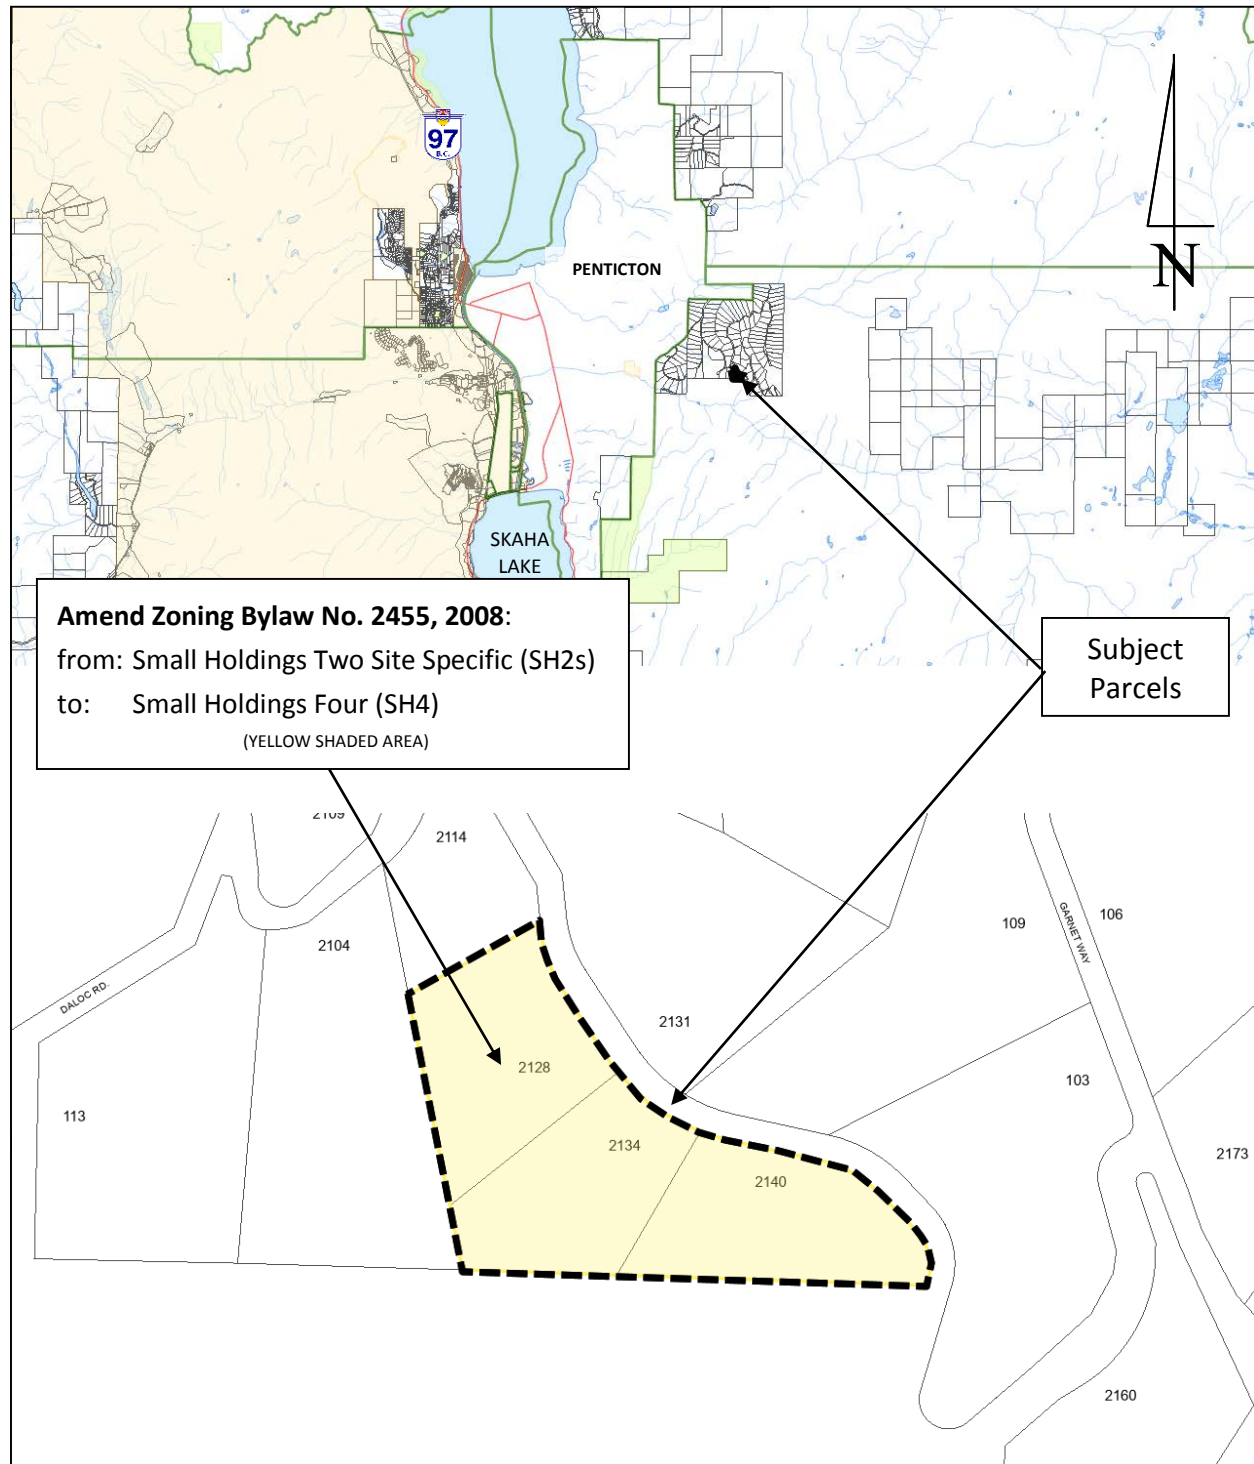 97
B.C.
PENTICTON
N
SKAHA
LAKE
Amend Zoning Bylaw No. 2455, 2008:
from: Small Holdings Two Site Specific (SH2s)
to: Small Holdings Four (SH4)
(YELLOW SHADED AREA)
Subject
Parcels
2109
2114
2104
109
106
GARNET WAY
DALOC RD.
2131
2128
103
113
2134
2140
2173
2160